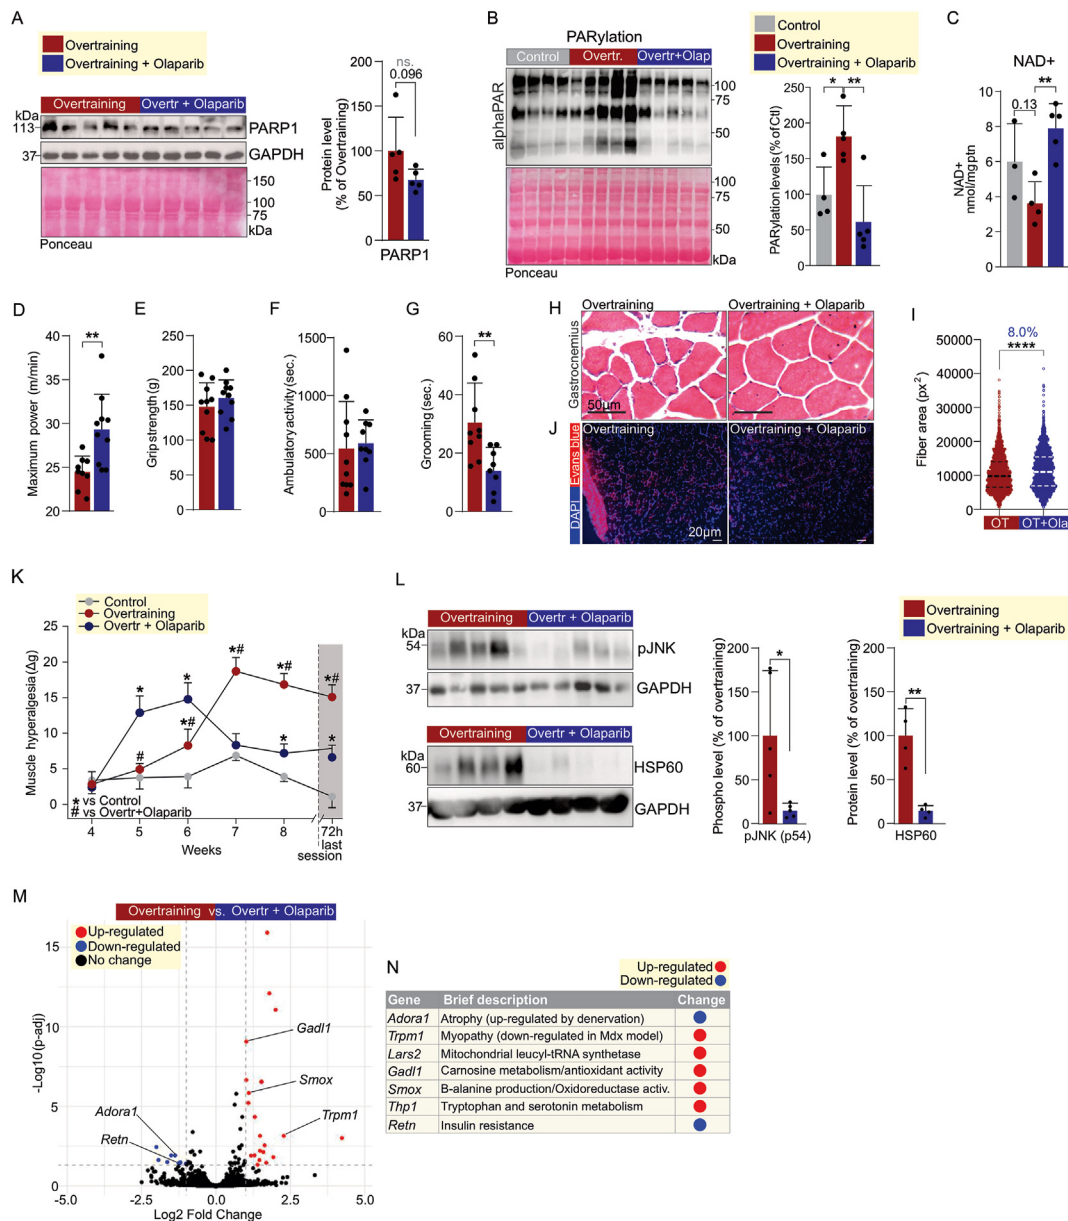 A
Overtraining
Overtraining + Olaparib
kDa
Overtraining
Overtr + Olaparib
113
PARP1
37
GAPDH
150
100
75
kDa
Ponceau
Protein level
(% of Overtraining)
200
150
100
50
0
ns.
0.096
PARP1
B
PARylation
Control
Overtr.
Overtr+Olap
alphaPAR
100
75
50
100
75
50
kDa
Ponceau
Control
Overtraining
Overtraining + Olaparib
PARylation levels (% of Ctl)
250
200
150
100
50
0
*
**
C
NAD+
NAD+
nmol/mgptn
10
8
6
4
2
0
0.13
**
D
Maximum power (m/min)
40
35
30
25
20
**
E
Gripstrength (g)
250
200
150
100
50
0
F
Ambulatory activity (sec.)
1500
1000
500
0
G
Grooming (sec.)
60
40
20
0
**
H
Overtraining
Overtraining + Olaparib
Gastrocnemius
50µm
J
Overtraining
Overtraining + Olaparib
DAPI
Evans blue
20µm
I
8.0%
****
Fiber area (px²)
50000
40000
30000
20000
10000
0
OT
OT+Ola
K
Control
Overtraining
Overtr + Olaparib
Muscle hyperalgesia (Δg)
25
20
15
10
5
0
*
#
*
*#
*#
*#
*
*#
*
* vs Control
# vs Overtr+Olaparib
4
5
6
7
8
72h
last
session
Weeks
L
Overtraining
Overtr + Olaparib
kDa
54
pJNK
37
GAPDH
Overtraining
Overtr + Olaparib
kDa
60
HSP60
37
GAPDH
Phospho level (% of overtraining)
200
150
100
50
0
*
pJNK (p54)
Overtraining
Overtraining + Olaparib
Protein level (% of overtraining)
200
150
100
50
0
**
HSP60
M
Overtraining vs. Overtr + Olaparib
Up-regulated
Down-regulated
No change
-Log10(p-adj)
15
10
5
0
Gadl1
Smox
Trpm1
Adora1
Retn
-5.0
-2.5
0.0
2.5
5.0
Log2 Fold Change
N
Up-regulated
Down-regulated
Gene Brief description Change
Adora1 Atrophy (up-regulated by denervation)
Trpm1 Myopathy (down-regulated in Mdx model)
Lars2 Mitochondrial leucyl-tRNA synthetase
Gadl1 Carnosine metabolism/antioxidant activity
Smox B-alanine production/Oxidoreductase activ.
Thp1 Tryptophan and serotonin metabolism
Retn Insulin resistance